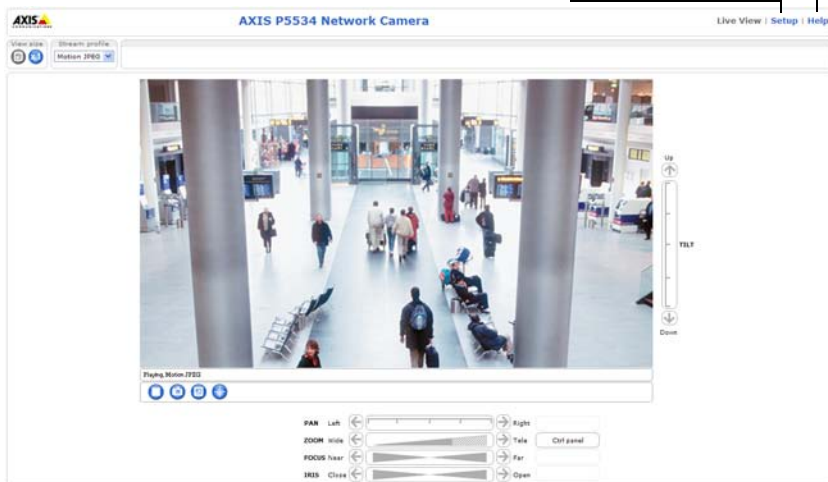 AXIS
COMMUNICATIONS
AXIS P5534 Network Camera
Live View | Setup | Help
View size
Stream profile
Motion JPEG
Up
TILT
Down
Playing, Motion JPEG
PAN Left Right
ZOOM Wide Tele Ctrl panel
FOCUS Near Far
IRIS Close Open